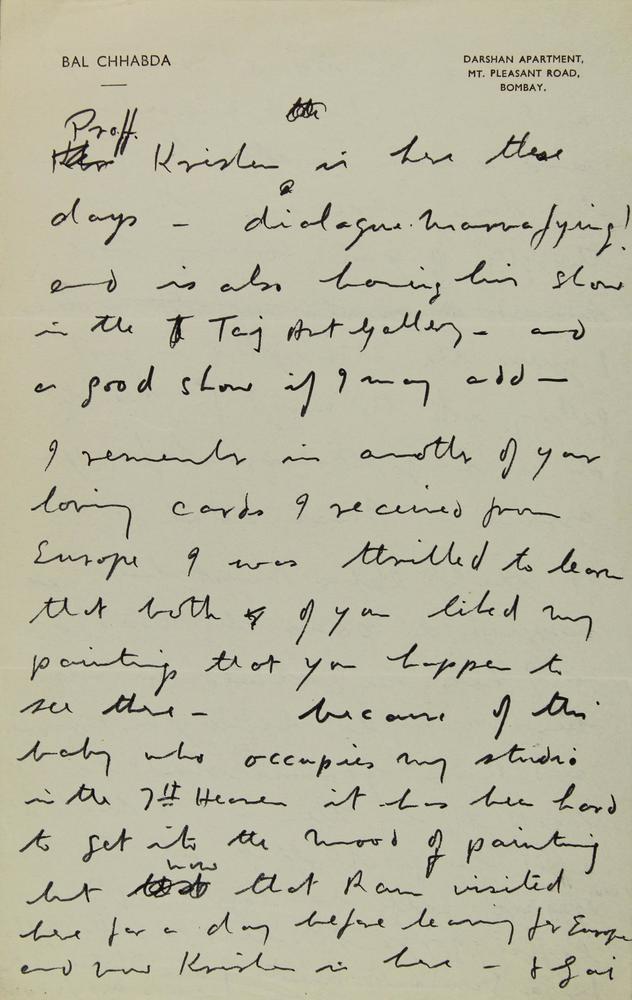 BAL CHHABDA
DARSHAN APARTMENT,
MT. PLEASANT ROAD,
BOMBAY.
Proff.
Krishen is here these
days - dialogue.
and is also having his show
in the Taj Art Gallery - and
a good show if I may add -
I remember in another of your
loving cards I received from
Europe I was thrilled to learn
that both of you liked my
paintings that you happen to
see there - because of this
baby who occupies my studio
in the 7th Heaven it has been hard
to get into the mood of painting
but now that Ram visited
here for a day before leaving for Europe
and now Krishen is here - &